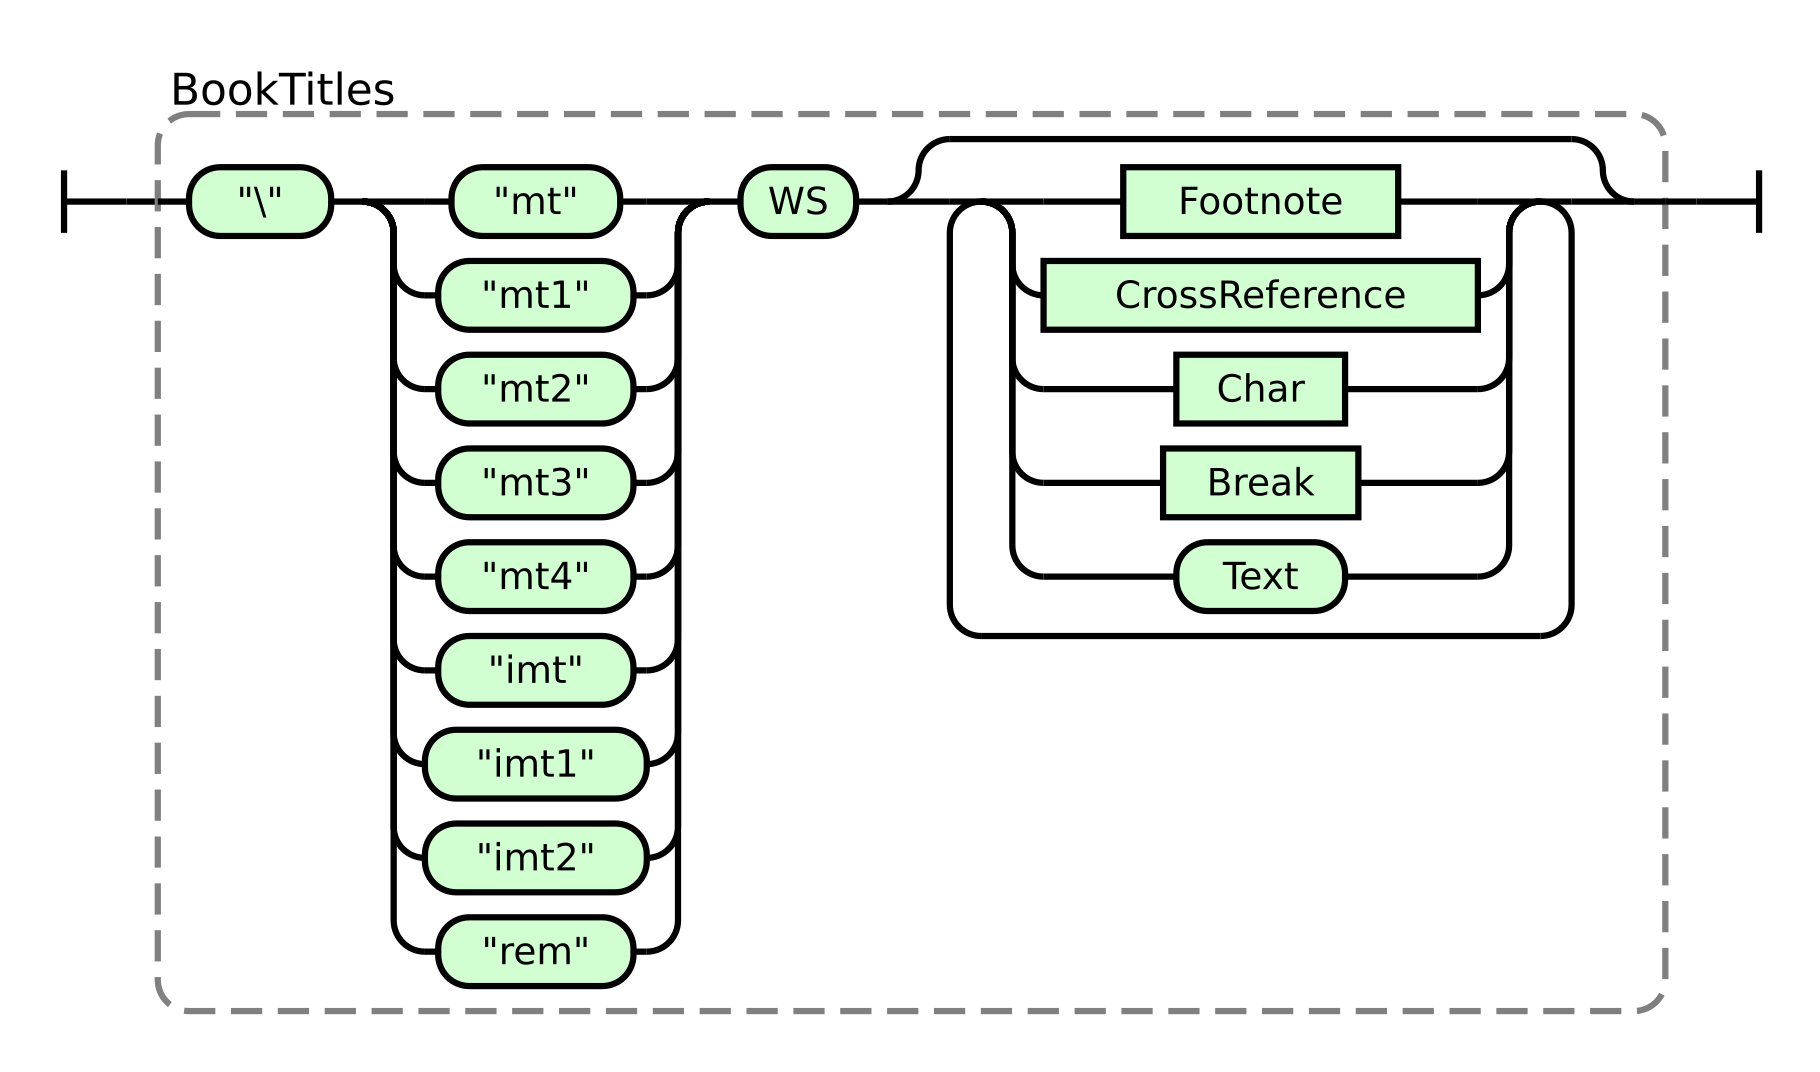 BookTitles
"\" "mt" WS Footnote
"mt1" CrossReference
"mt2" Char
"mt3" Break
"mt4" Text
"imt"
"imt1"
"imt2"
"rem"